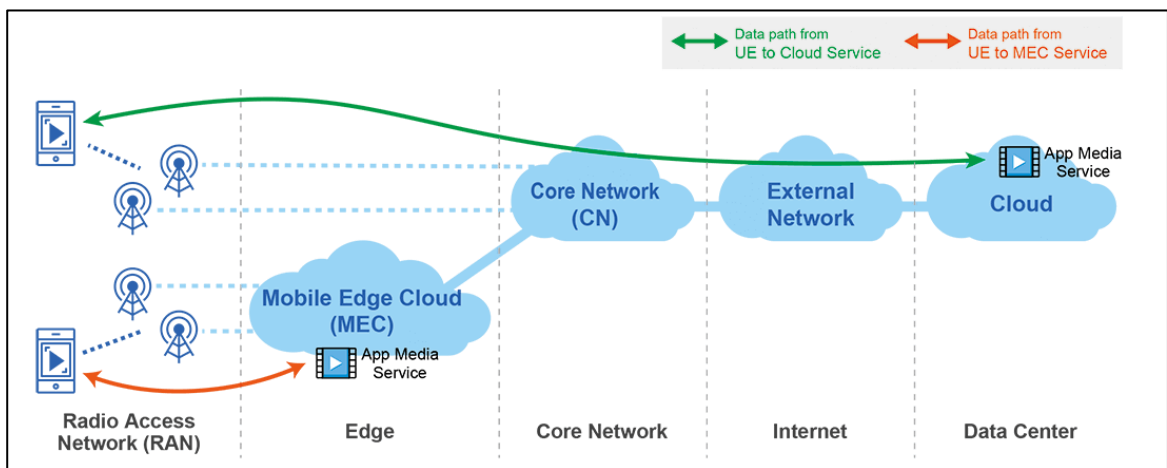 Data path from
UE to Cloud Service
Data path from
UE to MEC Service
App Media
Service
Core Network
(CN)
External
Network
Cloud
Mobile Edge Cloud
(MEC)
App Media
Service
Radio Access
Network (RAN)
Edge
Core Network
Internet
Data Center